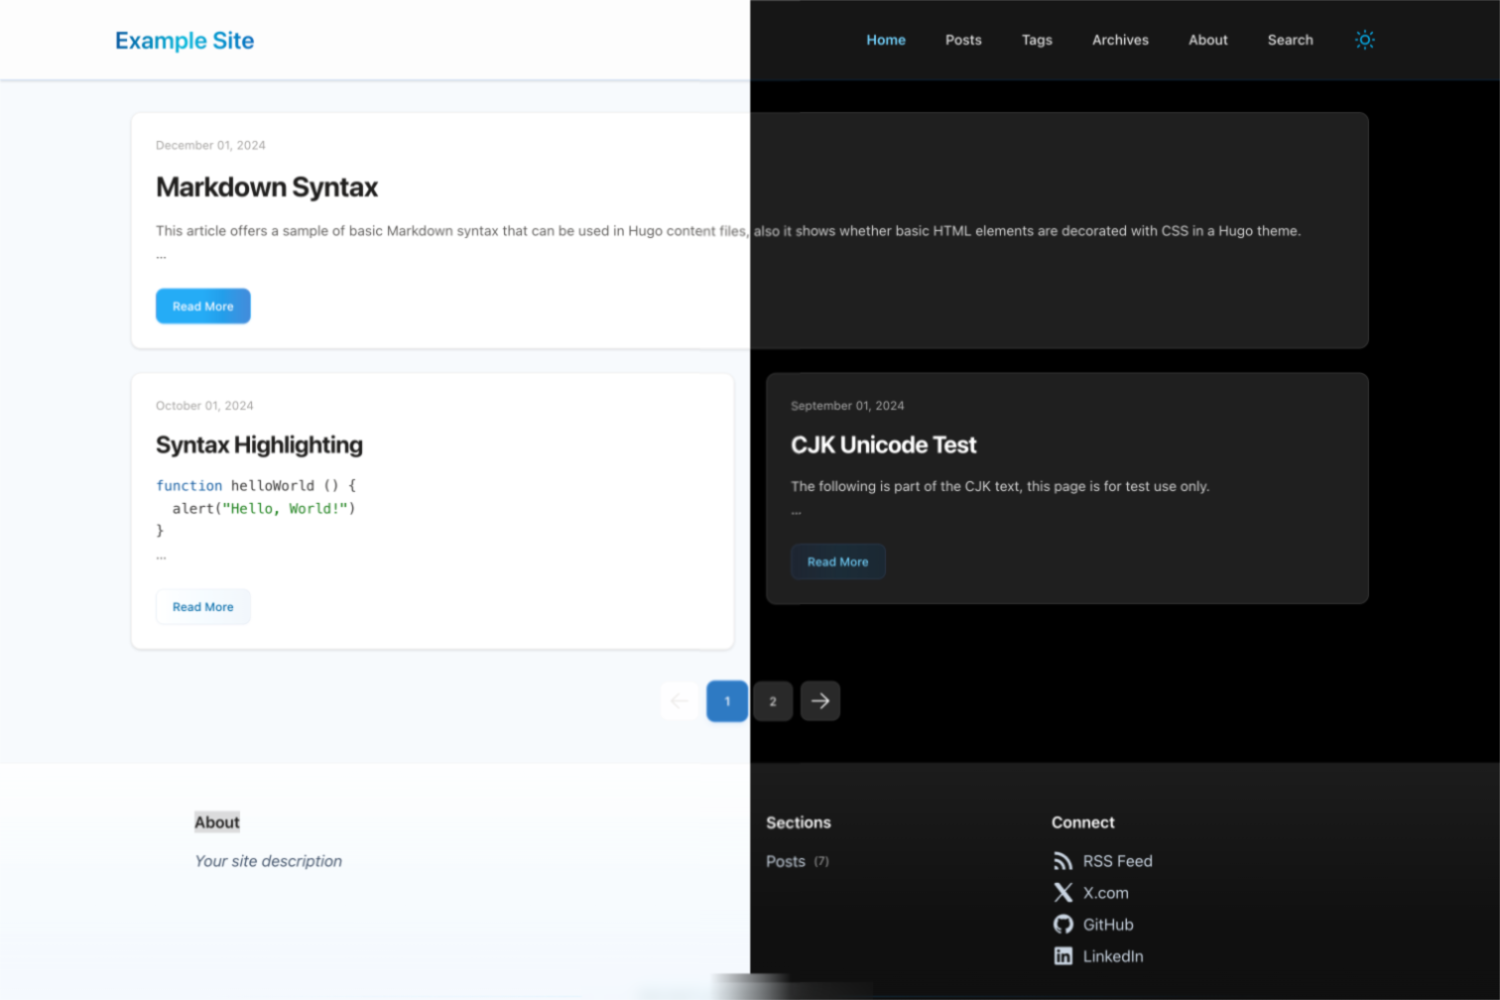 Example Site
Home Posts Tags Archives About Search
December 01, 2024
Markdown Syntax
This article offers a sample of basic Markdown syntax that can be used in Hugo content files, also it shows whether basic HTML elements are decorated with CSS in a Hugo theme.
...
Read More
October 01, 2024
Syntax Highlighting
function helloWorld () {
  alert("Hello, World!")
}
...
Read More
September 01, 2024
CJK Unicode Test
The following is part of the CJK text, this page is for test use only.
...
Read More
1 2
About
Your site description
Sections
Posts (7)
Connect
RSS Feed
X.com
GitHub
LinkedIn